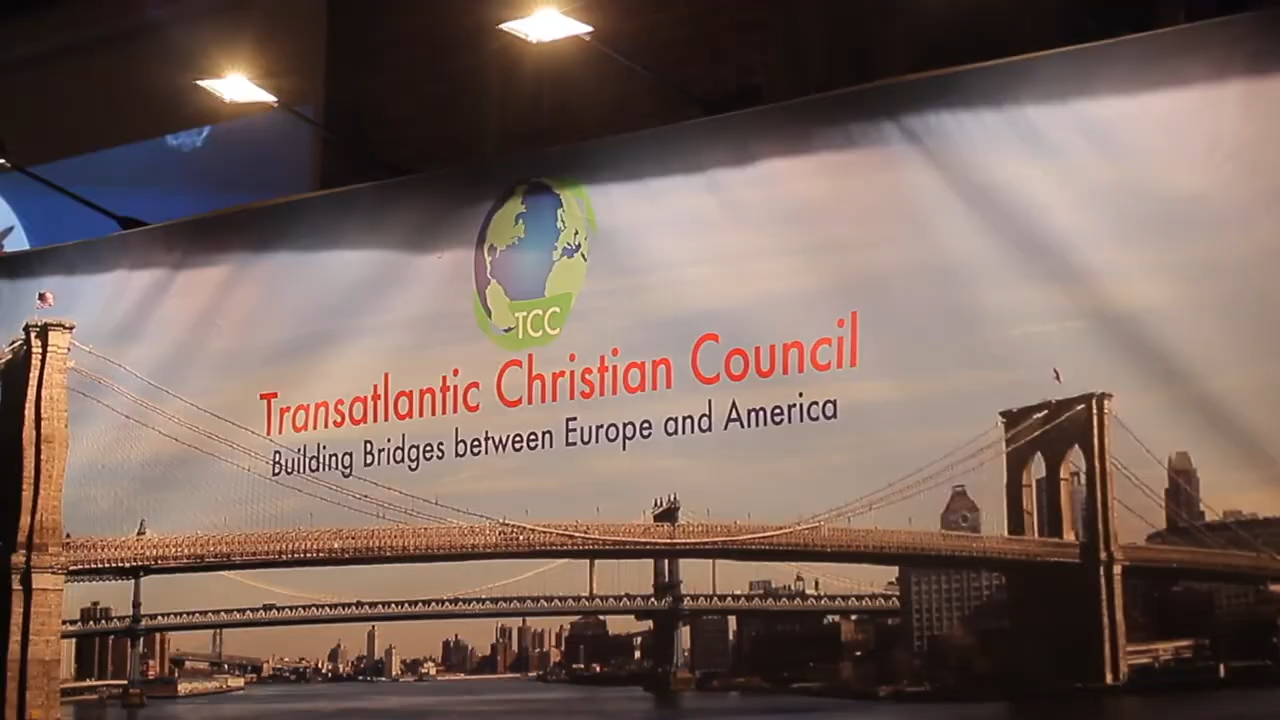 TCC
Transatlantic Christian Council
Building Bridges between Europe and America